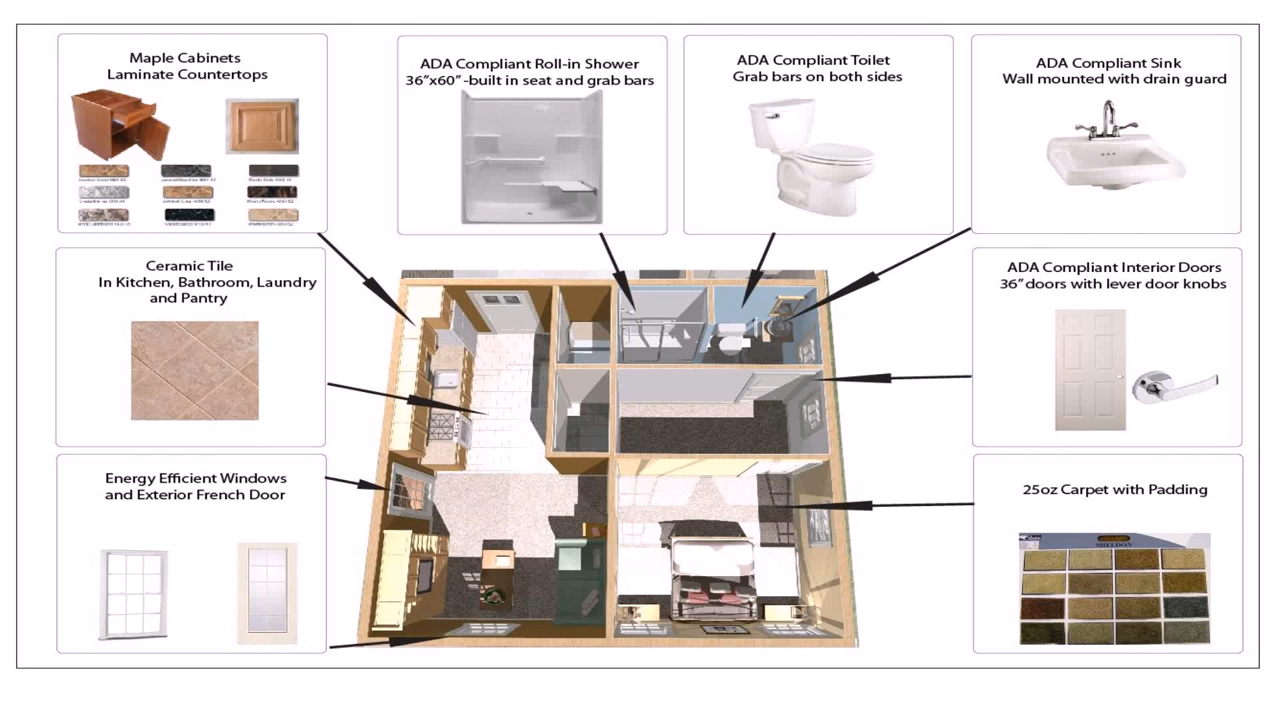 Maple Cabinets
Laminate Countertops
ADA Compliant Roll-in Shower
36”x60” -built in seat and grab bars
ADA Compliant Toilet
Grab bars on both sides
ADA Compliant Sink
Wall mounted with drain guard
Ceramic Tile
In Kitchen, Bathroom, Laundry
and Pantry
ADA Compliant Interior Doors
36” doors with lever door knobs
Energy Efficient Windows
and Exterior French Door
25oz Carpet with Padding
SHELDON